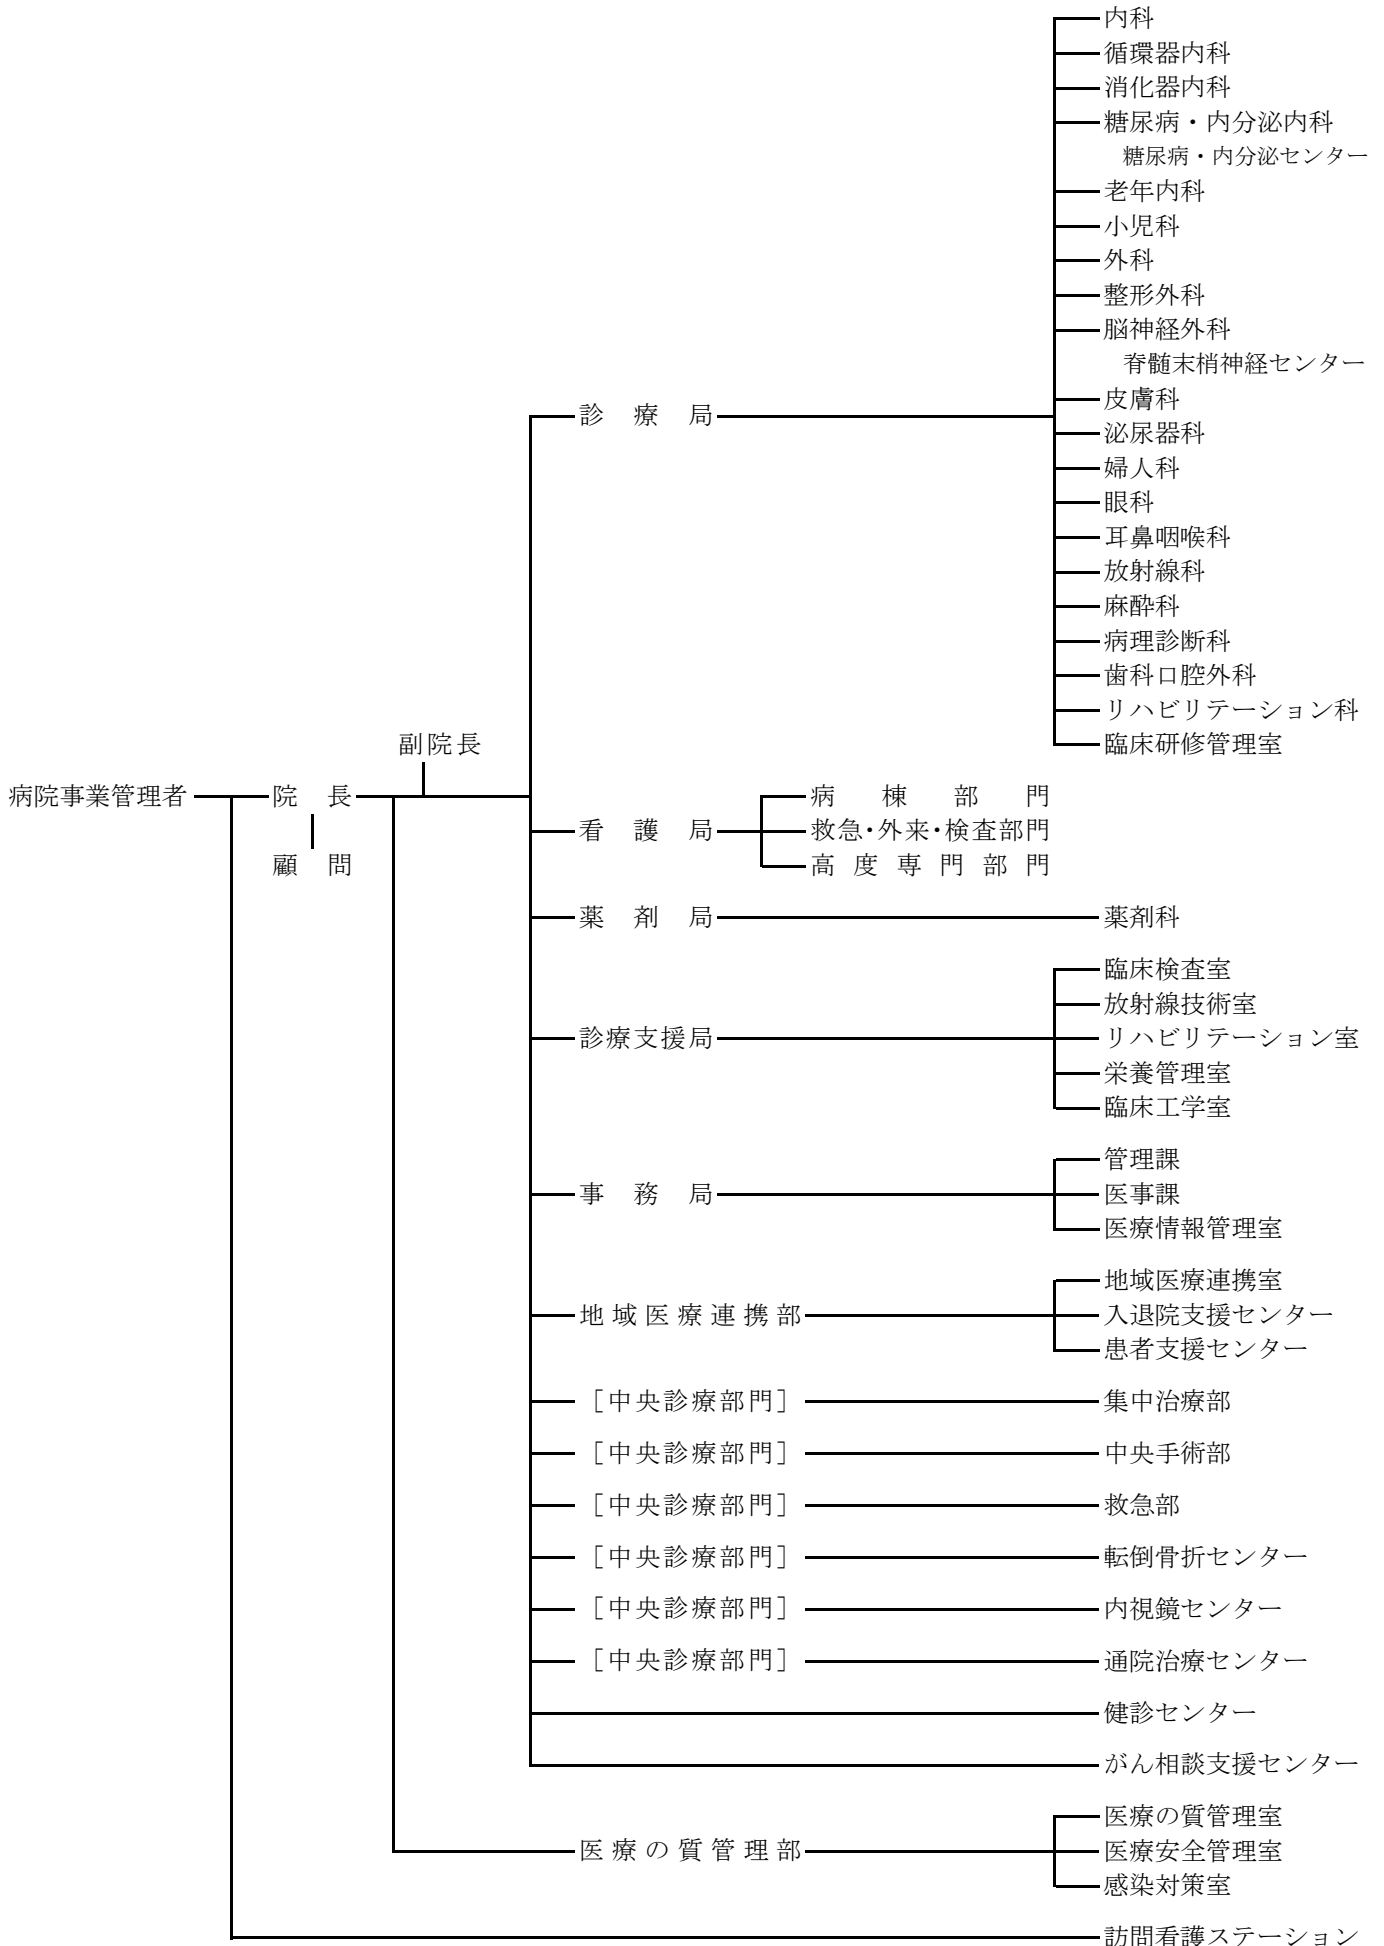 内科
循環器内科
消化器内科
糖尿病・内分泌内科
糖尿病・内分泌センター
老年内科
小児科
外科
整形外科
脳神経外科
脊髄末梢神経センター
皮膚科
診療局
泌尿器科
婦人科
眼科
耳鼻咽喉科
放射線科
麻酔科
病理診断科
歯科口腔外科
リハビリテーション科
臨床研修管理室
副院長
病院事業管理者
院長
顧問
看護局
病棟部門
救急・外来・検査部門
高度専門部門
薬剤局
薬剤科
診療支援局
臨床検査室
放射線技術室
リハビリテーション室
栄養管理室
臨床工学室
事務局
管理課
医事課
医療情報管理室
地域医療連携部
地域医療連携室
入退院支援センター
患者支援センター
［中央診療部門］
集中治療部
［中央診療部門］
中央手術部
［中央診療部門］
救急部
［中央診療部門］
転倒骨折センター
［中央診療部門］
内視鏡センター
［中央診療部門］
通院治療センター
健診センター
がん相談支援センター
医療の質管理部
医療の質管理室
医療安全管理室
感染対策室
訪問看護ステーション